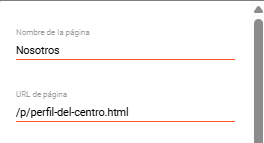 Nombre de la página
Nosotros
URL de página
/p/perfil-del-centro.html